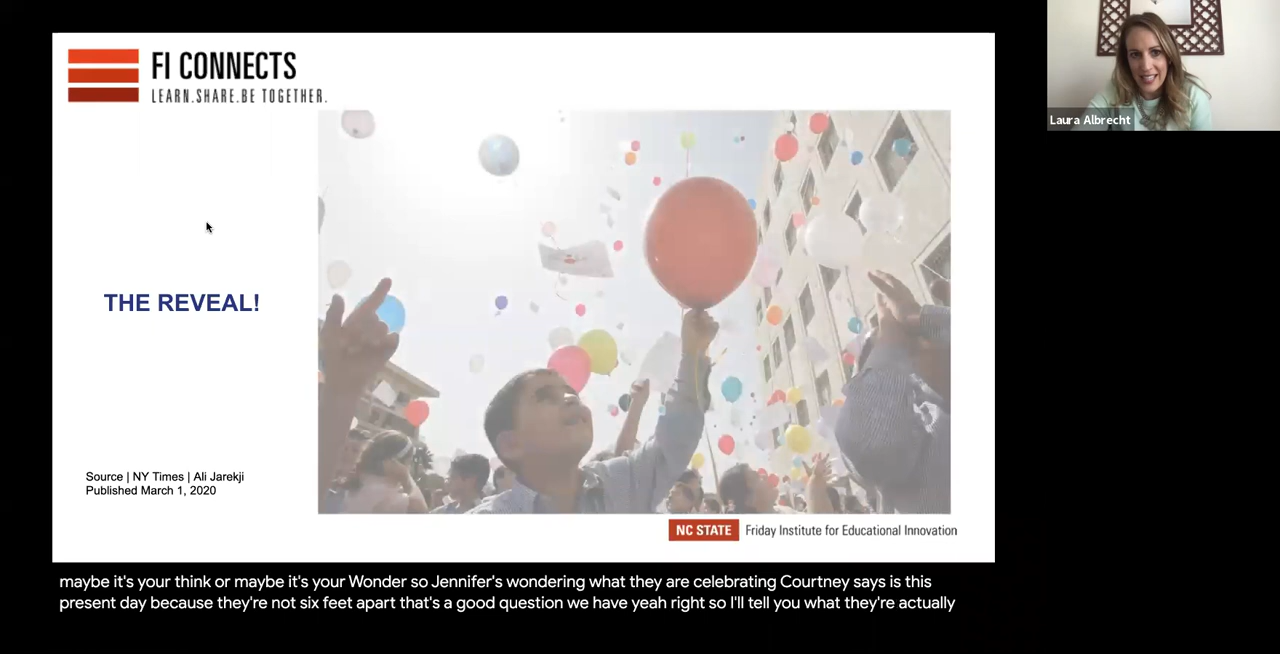 FI CONNECTS
LEARN.SHARE.BE TOGETHER.
Laura Albrecht
THE REVEAL!
Source | NY Times | Ali Jarekji
Published March 1, 2020
NC STATE Friday Institute for Educational Innovation
maybe it's your think or maybe it's your Wonder so Jennifer's wondering what they are celebrating Courtney says is this
present day because they're not six feet apart that's a good question we have yeah right so I'll tell you what they're actually